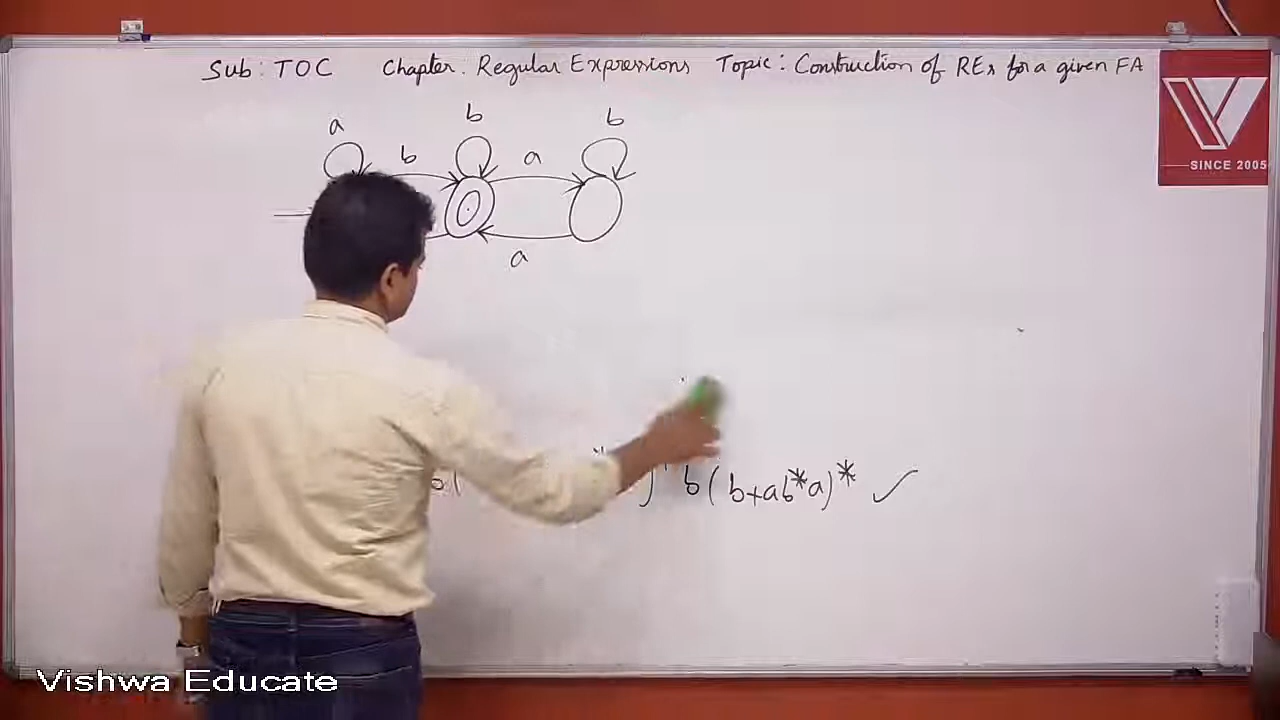 Sub: TOC Chapter: Regular Expressions Topic: Construction of REs for a given FA
SINCE 2005
a b b
b a
a
b(b+ab*a)* ✓
Vishwa Educate